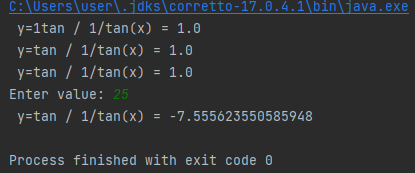 C:\Users\user\.jdks\corretto-17.0.4.1\bin\java.exe
y=1tan / 1/tan(x) = 1.0
y=tan / 1/tan(x) = 1.0
y=tan / 1/tan(x) = 1.0
Enter value: 25
y=tan / 1/tan(x) = -7.555623550585948
Process finished with exit code 0